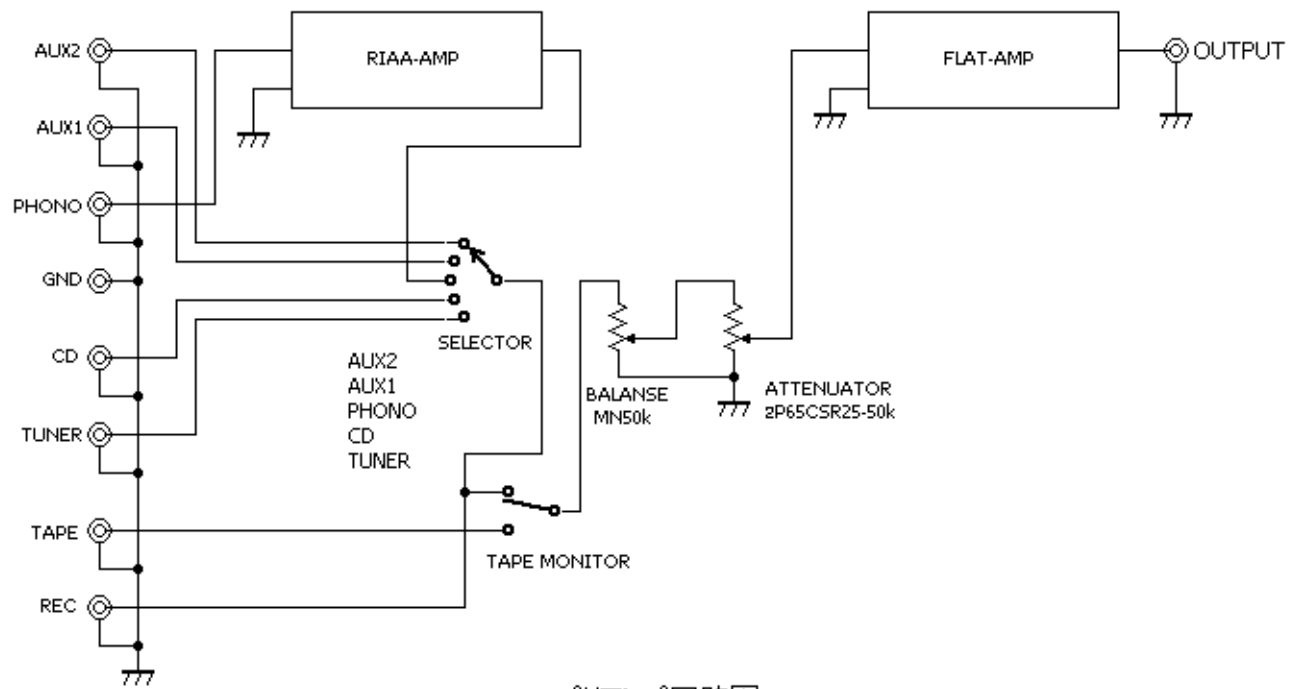 AUX2
RIAA-AMP
FLAT-AMP
OUTPUT
AUX1
PHONO
GND
SELECTOR
CD
AUX2
AUX1
PHONO
CD
TUNER
BALANSE
MN50k
ATTENUATOR
2P65CSR25-50k
TUNER
TAPE
TAPE MONITOR
REC